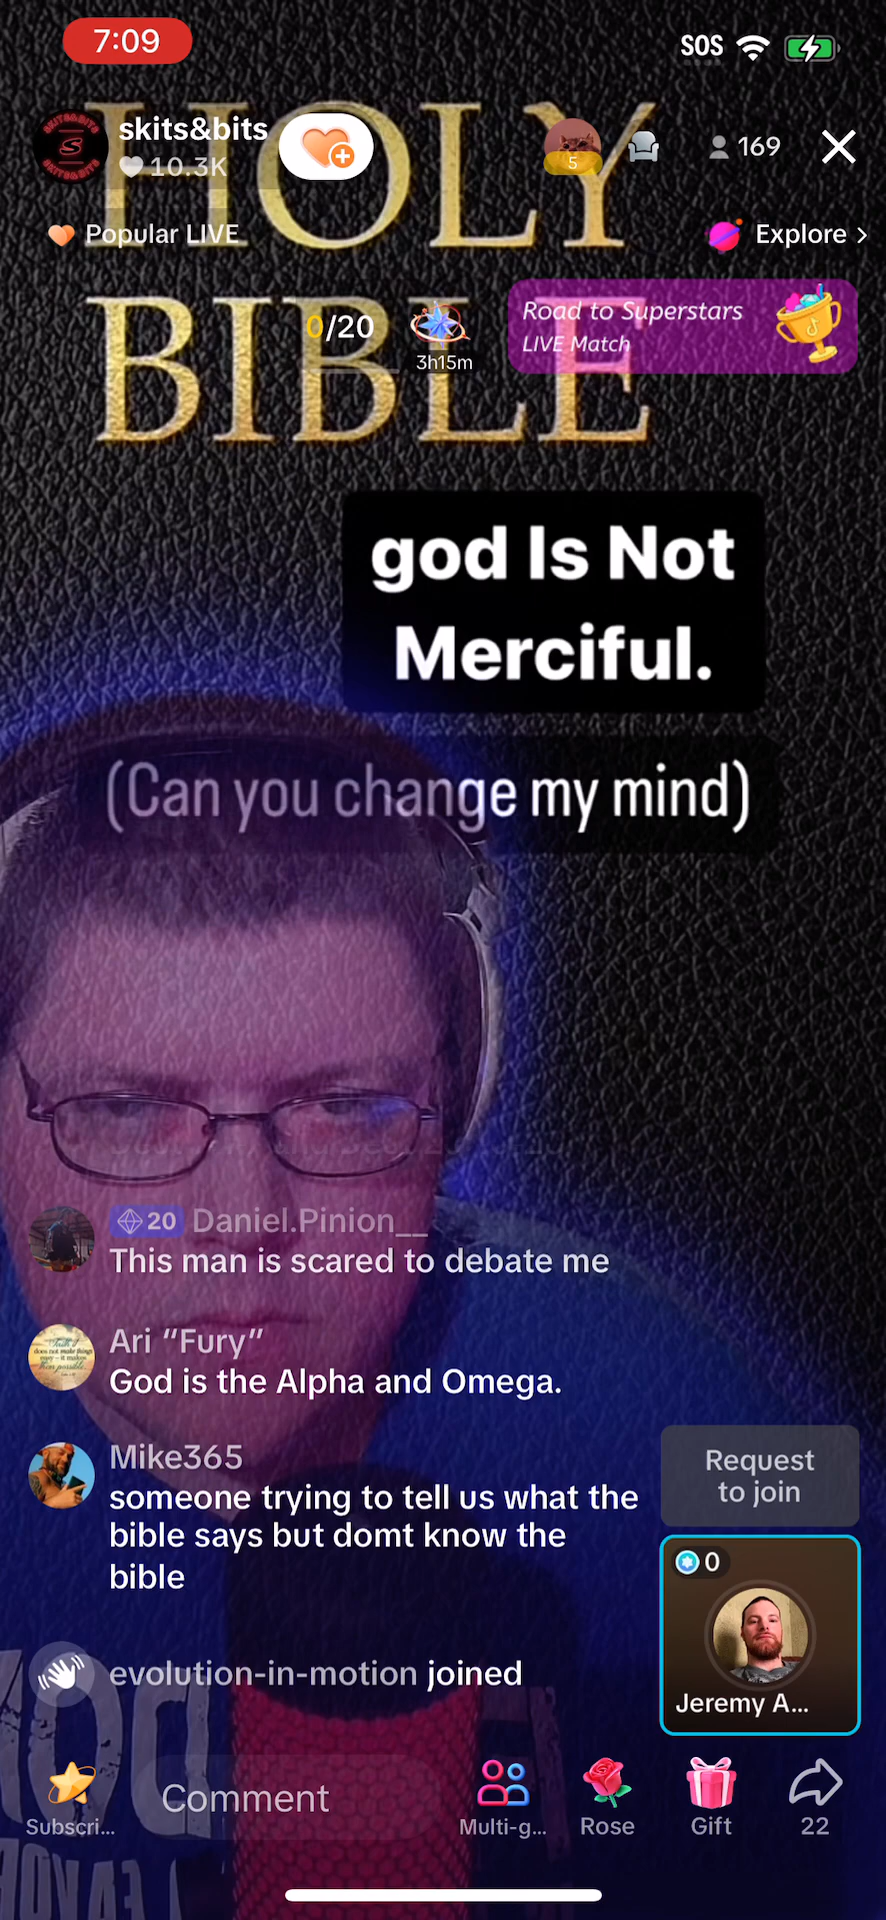 7:09
SOS
HOLY
BIBLE
skits&bits
10.3K
5
169
Popular LIVE
Explore >
0/20
3h15m
Road to Superstars
LIVE Match
god Is Not
Merciful.
(Can you change my mind)
20 Daniel.Pinion__
This man is scared to debate me
Ari “Fury”
God is the Alpha and Omega.
Mike365
someone trying to tell us what the
bible says but domt know the
bible
evolution-in-motion joined
Request
to join
0
Jeremy A...
Subscri...
Comment
Multi-g...
Rose
Gift
22